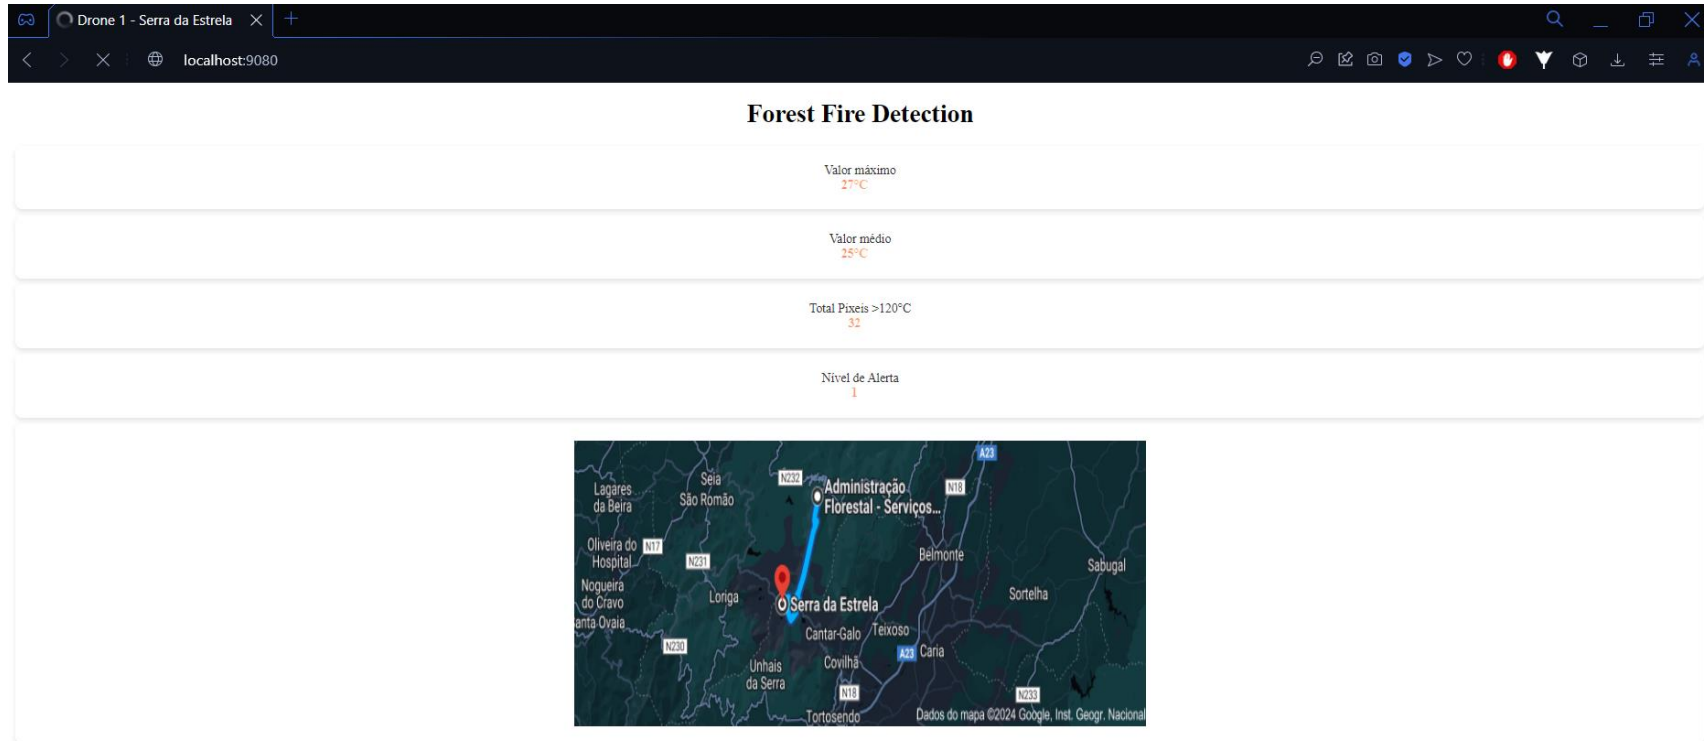 Drone 1 - Serra da Estrela
localhost:9080
Forest Fire Detection
Valor máximo
27°C
Valor médio
25°C
Total Pixeis >120°C
32
Nível de Alerta
1
A23
Seia
N232
Administração
Florestal - Serviços...
N18
Lagares
da Beira
São Romão
Oliveira do
Hospital
N17
N231
Belmonte
Sabugal
Nogueira
do Cravo
Loriga
Serra da Estrela
Sortelha
anta Ovaia
Cantar-Galo
Teixoso
N230
A23
Caria
Unhais
da Serra
Covilhã
N18
N233
Tortosendo
Dados do mapa ©2024 Google, Inst. Geogr. Nacional